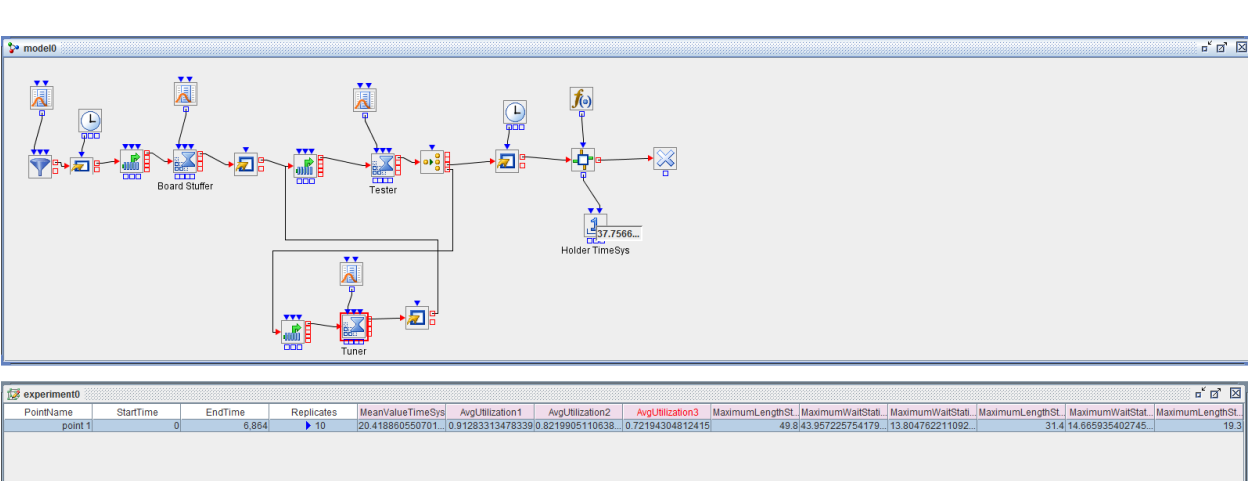 model0
Board Stuffer
Tester
37.7566...
Holder TimeSys
Tuner
experiment0
PointName StartTime EndTime Replicates MeanValueTimeSys AvgUtilization1 AvgUtilization2 AvgUtilization3 MaximumLengthSt... MaximumWaitStati... MaximumWaitStati... MaximumLengthSt... MaximumWaitStat... MaximumLengthSt...
point 1 0 6,864 10 20.418860550701... 0.91283313478339 0.8219905110638... 0.72194304812415 49.8 43.957225754179... 13.804762211092... 31.4 14.665935402745... 19.3